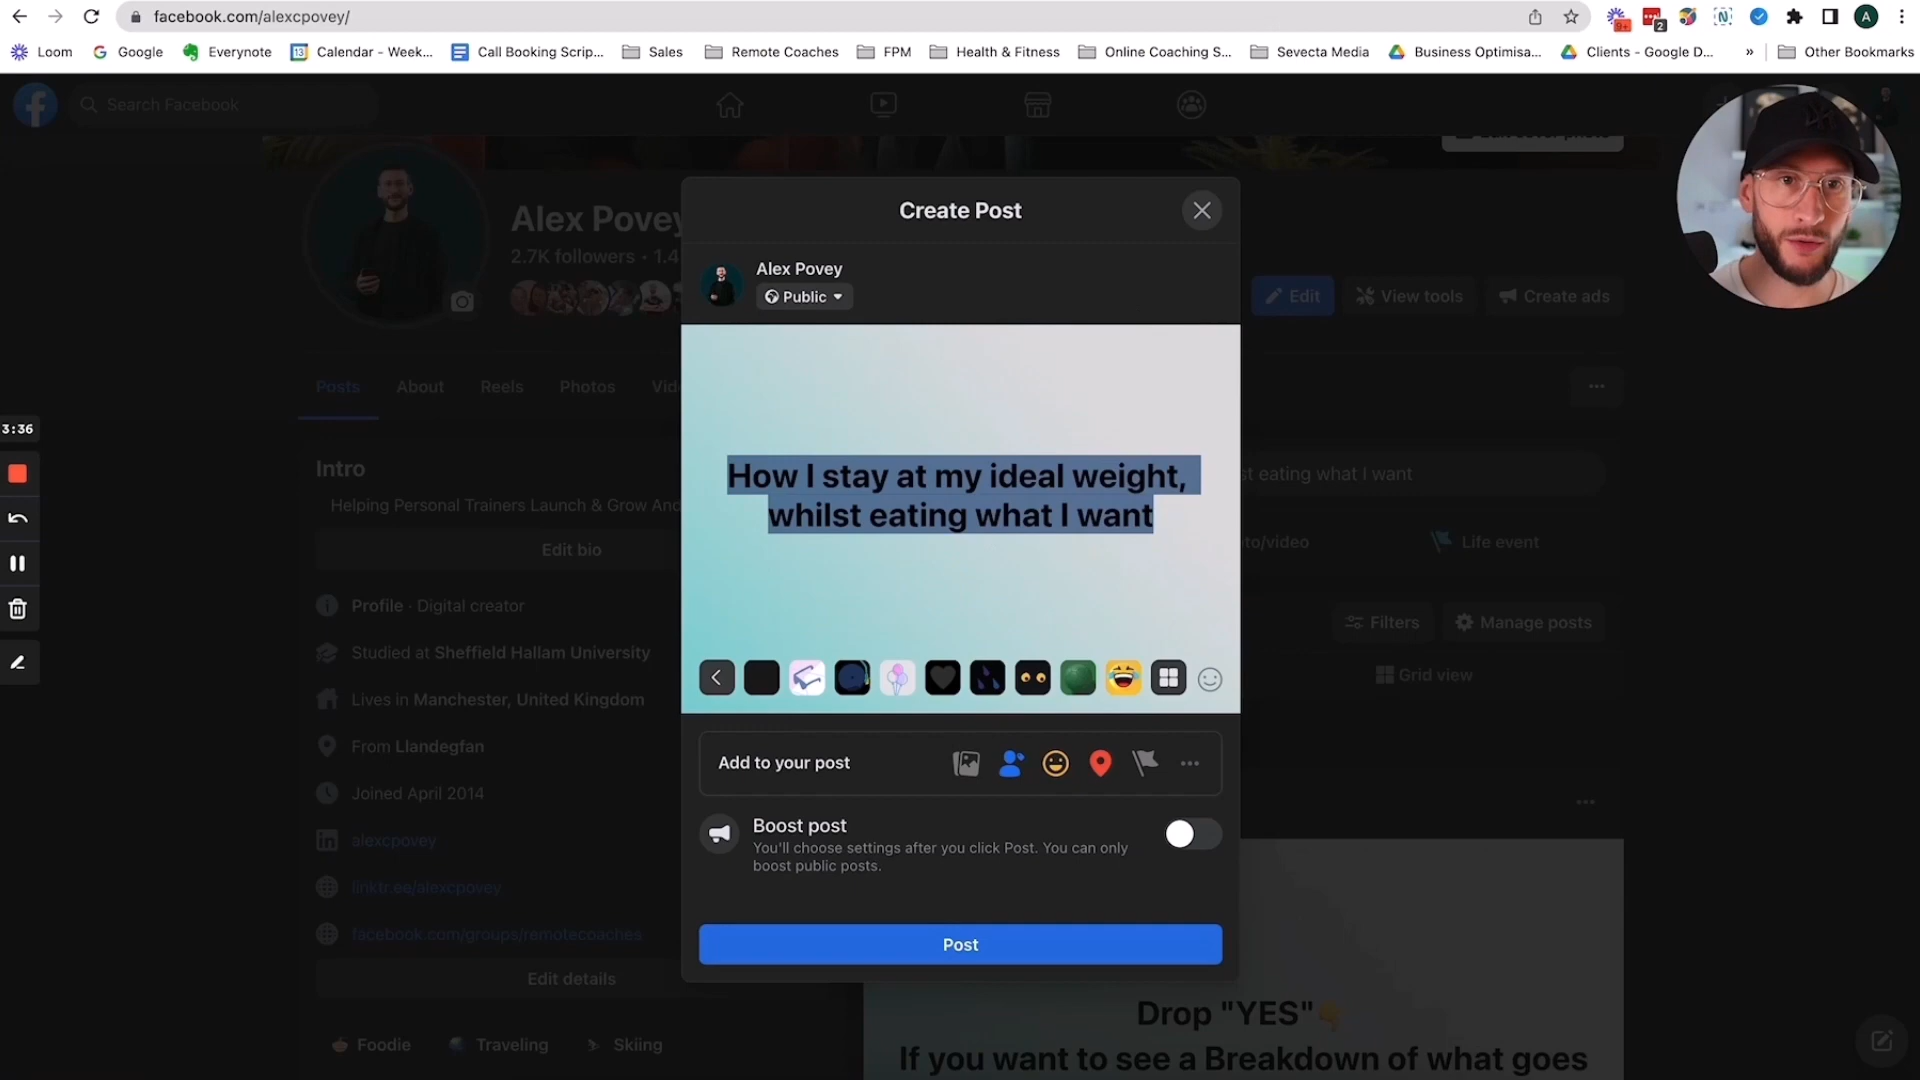 facebook.com/alexcpovey/
9+
2
A
Loom
Google
Everynote
13
Calendar - Week...
Call Booking Scrip...
Sales
Remote Coaches
FPM
Health & Fitness
Online Coaching S...
Sevecta Media
Business Optimisa...
Clients - Google D...
»
Other Bookmarks
Search Facebook
Alex Povey
2.7K followers • 1.4
Edit
View tools
Create ads
Posts
About
Reels
Photos
Vid
3:36
Intro
Helping Personal Trainers Launch & Grow And
Edit bio
Profile · Digital creator
Studied at Sheffield Hallam University
Lives in Manchester, United Kingdom
From Llandegfan
Joined April 2014
alexcpovey
linktr.ee/alexcpovey
facebook.com/groups/remotecoaches
Edit details
Foodie
Traveling
Skiing
Create Post
Alex Povey
Public
How I stay at my ideal weight,
whilst eating what I want
Add to your post
Boost post
You'll choose settings after you click Post. You can only
boost public posts.
Post
st eating what I want
to/video
Life event
Filters
Manage posts
Grid view
Drop "YES"👇
If you want to see a Breakdown of what goes